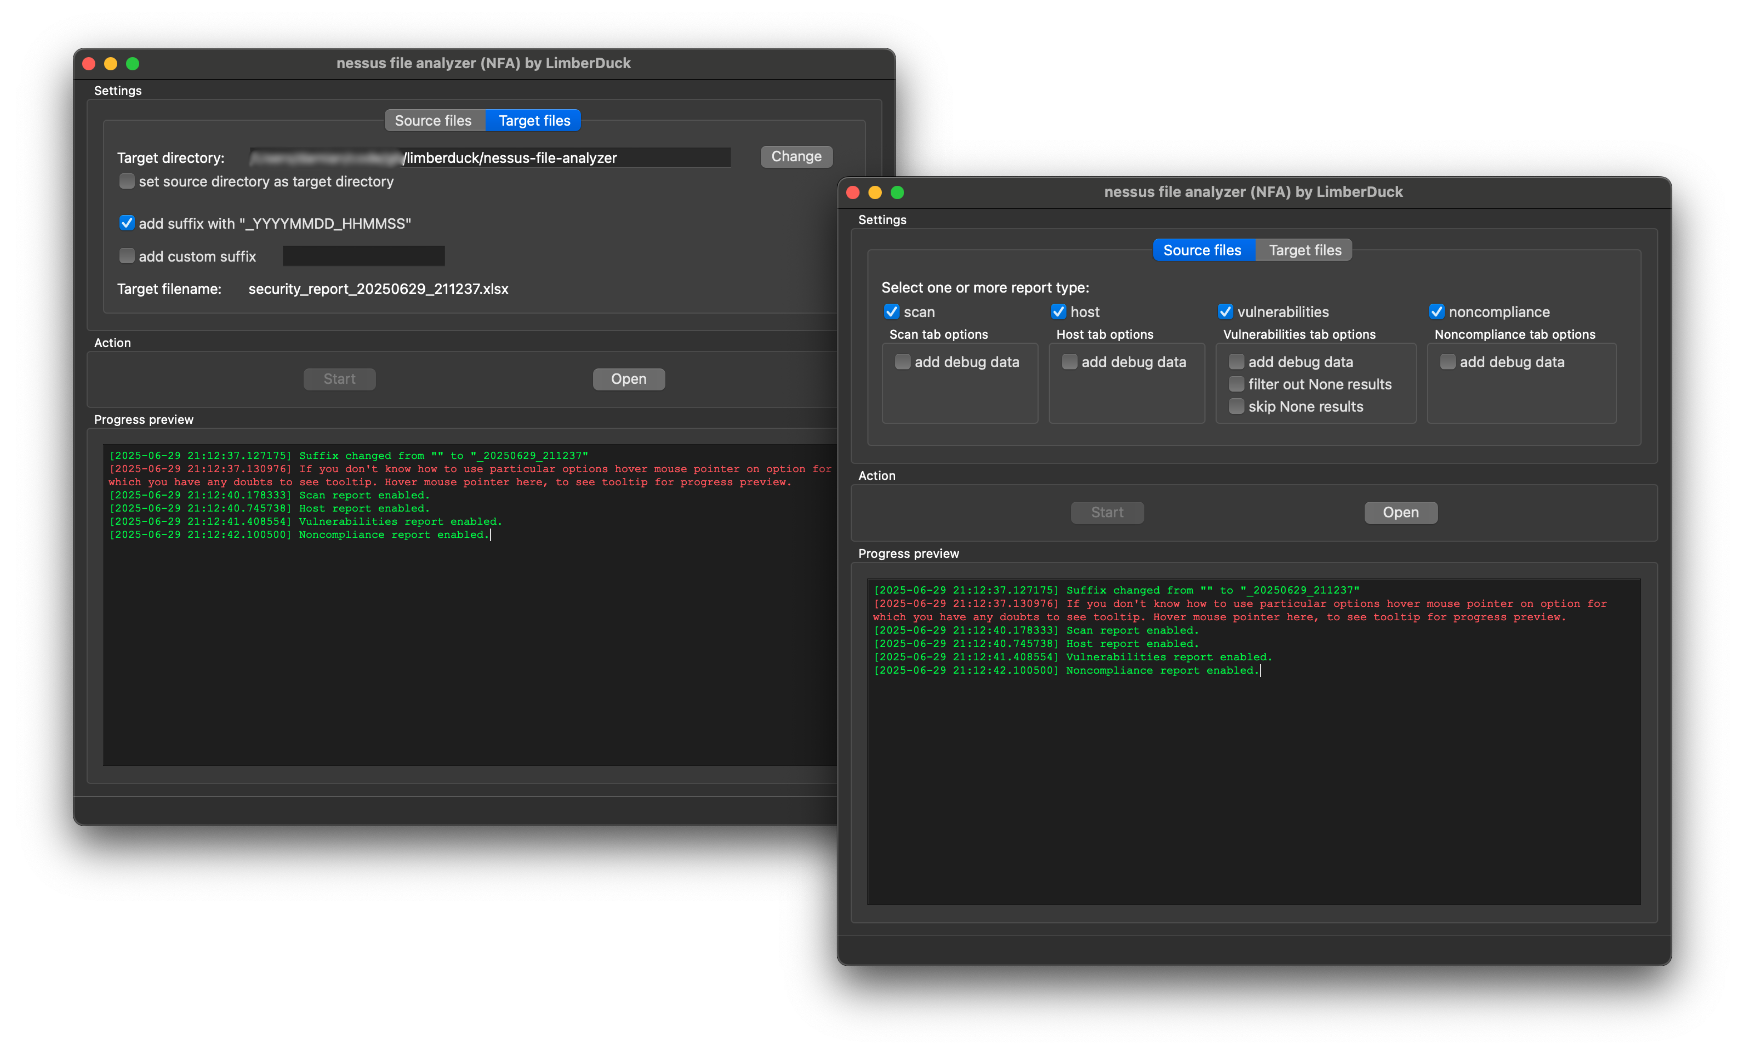 nessus file analyzer (NFA) by LimberDuck
Settings
Source files
Target files
Target directory:
/limberduck/nessus-file-analyzer
Change
set source directory as target directory
add suffix with "_YYYYMMDD_HHMMSS"
add custom suffix
Target filename:
security_report_20250629_211237.xlsx
Action
Start
Open
Progress preview
[2025-06-29 21:12:37.127175] Suffix changed from "" to "_20250629_211237"
[2025-06-29 21:12:37.130976] If you don't know how to use particular options hover mouse pointer on option for
which you have any doubts to see tooltip. Hover mouse pointer here, to see tooltip for progress preview.
[2025-06-29 21:12:40.178333] Scan report enabled.
[2025-06-29 21:12:40.745738] Host report enabled.
[2025-06-29 21:12:41.408554] Vulnerabilities report enabled.
[2025-06-29 21:12:42.100500] Noncompliance report enabled.
nessus file analyzer (NFA) by LimberDuck
Settings
Source files
Target files
Select one or more report type:
scan
host
vulnerabilities
noncompliance
Scan tab options
Host tab options
Vulnerabilities tab options
Noncompliance tab options
add debug data
add debug data
add debug data
add debug data
filter out None results
skip None results
Action
Start
Open
Progress preview
[2025-06-29 21:12:37.127175] Suffix changed from "" to "_20250629_211237"
[2025-06-29 21:12:37.130976] If you don't know how to use particular options hover mouse pointer on option for
which you have any doubts to see tooltip. Hover mouse pointer here, to see tooltip for progress preview.
[2025-06-29 21:12:40.178333] Scan report enabled.
[2025-06-29 21:12:40.745738] Host report enabled.
[2025-06-29 21:12:41.408554] Vulnerabilities report enabled.
[2025-06-29 21:12:42.100500] Noncompliance report enabled.